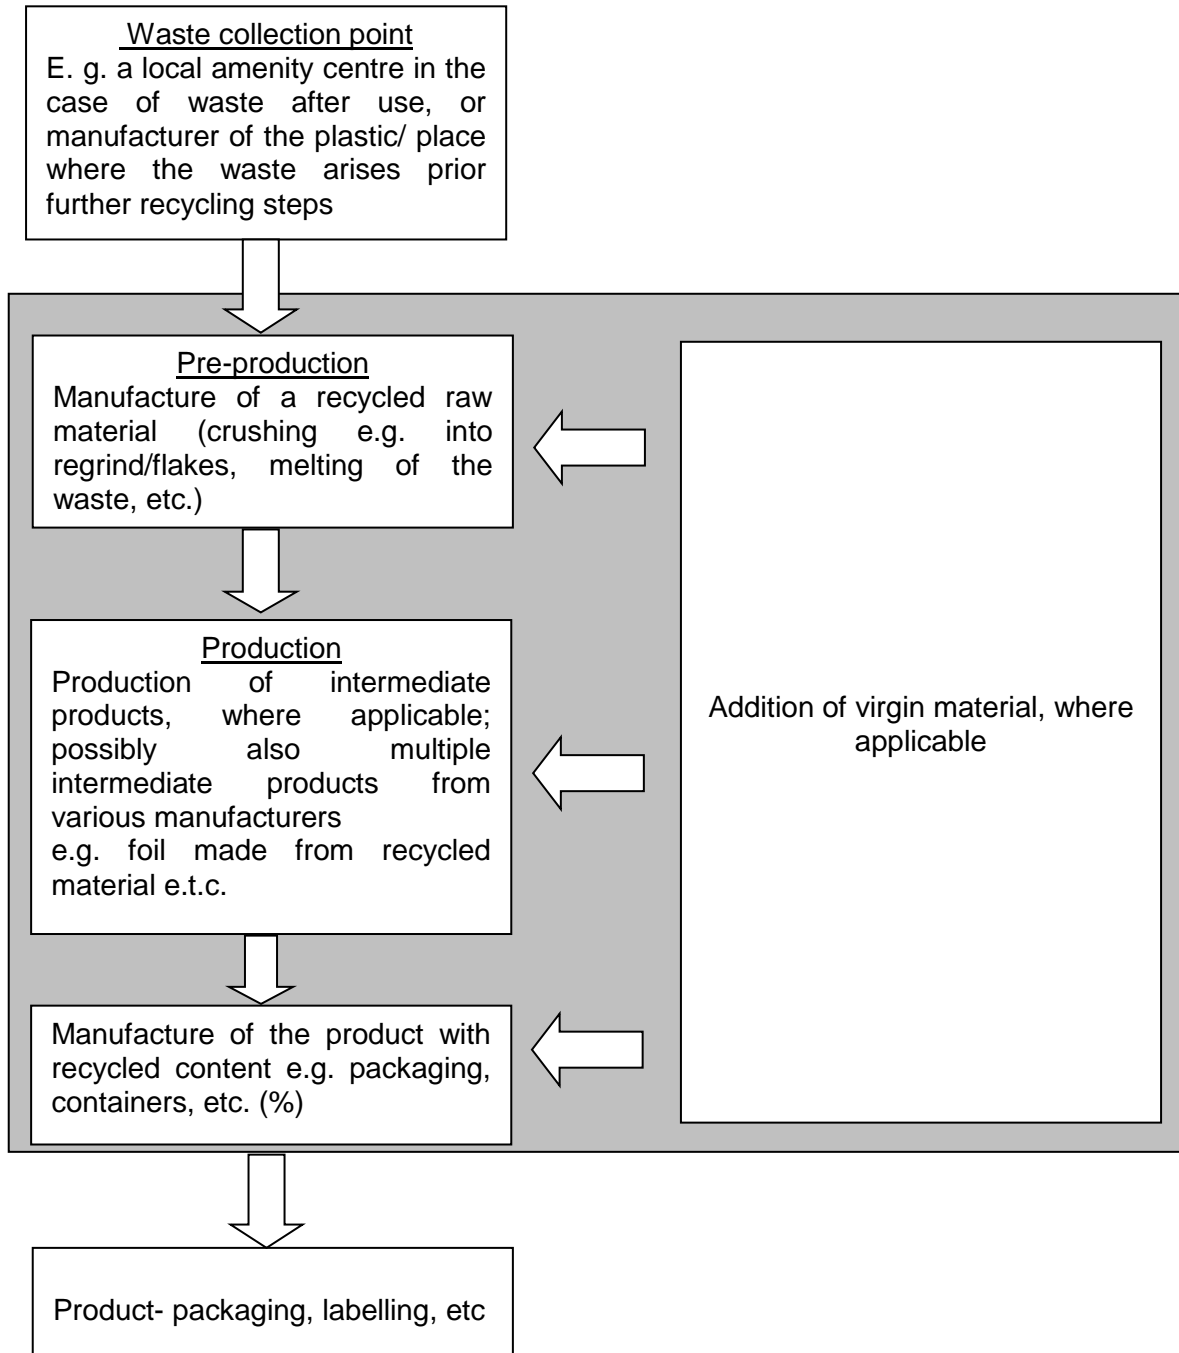 Waste collection point
E. g. a local amenity centre in the
case of waste after use, or
manufacturer of the plastic/ place
where the waste arises prior
further recycling steps
Pre-production
Manufacture of a recycled raw
material (crushing e.g. into
regrind/flakes, melting of the
waste, etc.)
Production
Production of intermediate
products, where applicable;
possibly also multiple
intermediate products from
various manufacturers
e.g. foil made from recycled
material e.t.c.
Addition of virgin material, where
applicable
Manufacture of the product with
recycled content e.g. packaging,
containers, etc. (%)
Product- packaging, labelling, etc